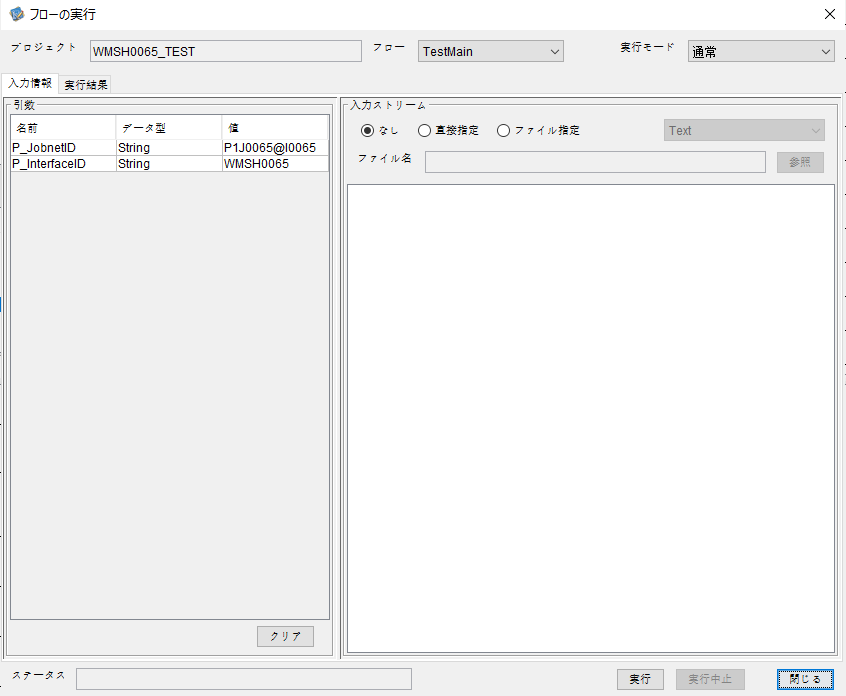 フローの実行
プロジェクト WMSH0065_TEST フロー TestMain 実行モード 通常
入力情報 実行結果
引数
名前 データ型 値
P_JobnetID String P1J0065@I0065
P_InterfaceID String WMSH0065
クリア
入力ストリーム
なし 直接指定 ファイル指定 Text
ファイル名 参照
ステータス 実行 実行中止 閉じる